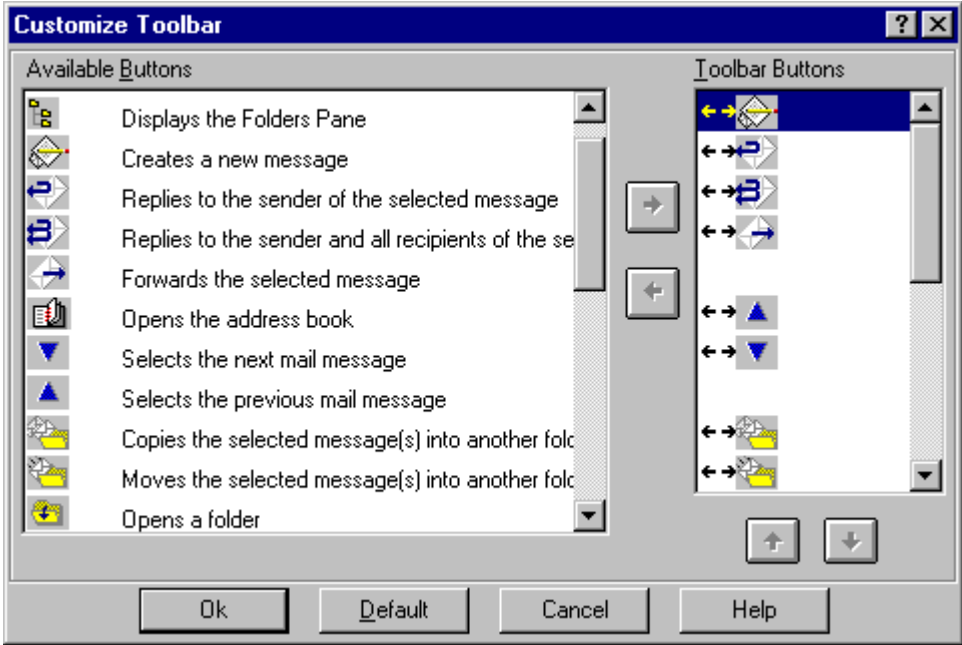 Customize Toolbar
Available Buttons
Toolbar Buttons
Displays the Folders Pane
Creates a new message
Replies to the sender of the selected message
Replies to the sender and all recipients of the se
Forwards the selected message
Opens the address book
Selects the next mail message
Selects the previous mail message
Copies the selected message(s) into another fold
Moves the selected message(s) into another fold
Opens a folder
Ok
Default
Cancel
Help